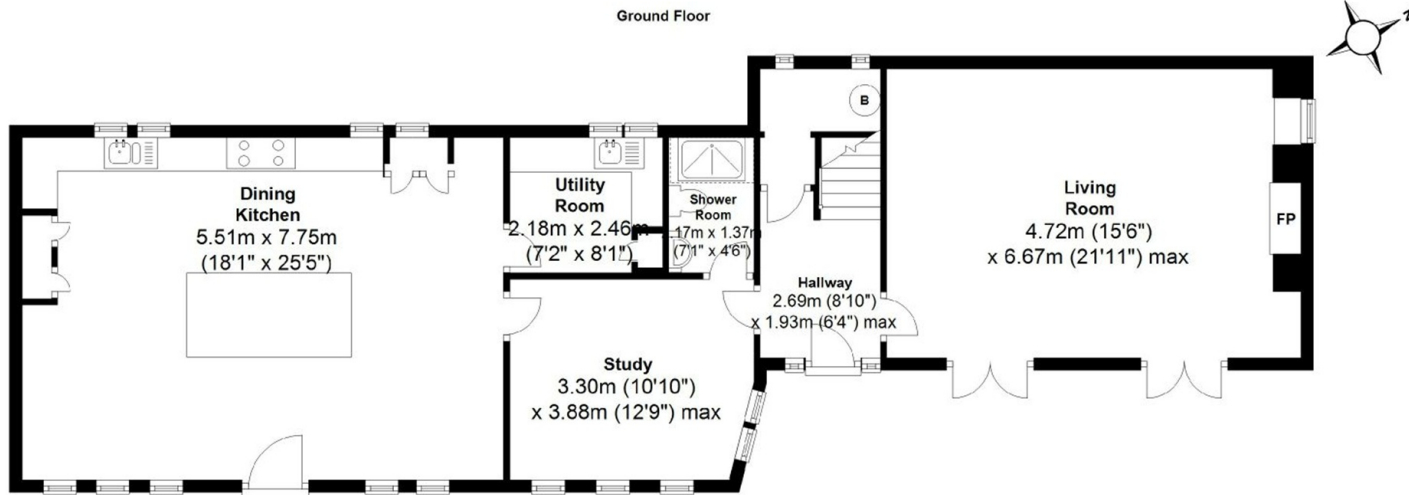 Ground Floor
B
Dining
Kitchen
5.51m x 7.75m
(18'1" x 25'5")
Utility
Room
2.18m x 2.46m
(7'2" x 8'1")
Shower
Room
17m x 1.37m
(7'1" x 4'6")
Living
Room
4.72m (15'6")
x 6.67m (21'11") max
FP
Hallway
2.69m (8'10")
x 1.93m (6'4") max
Study
3.30m (10'10")
x 3.88m (12'9") max